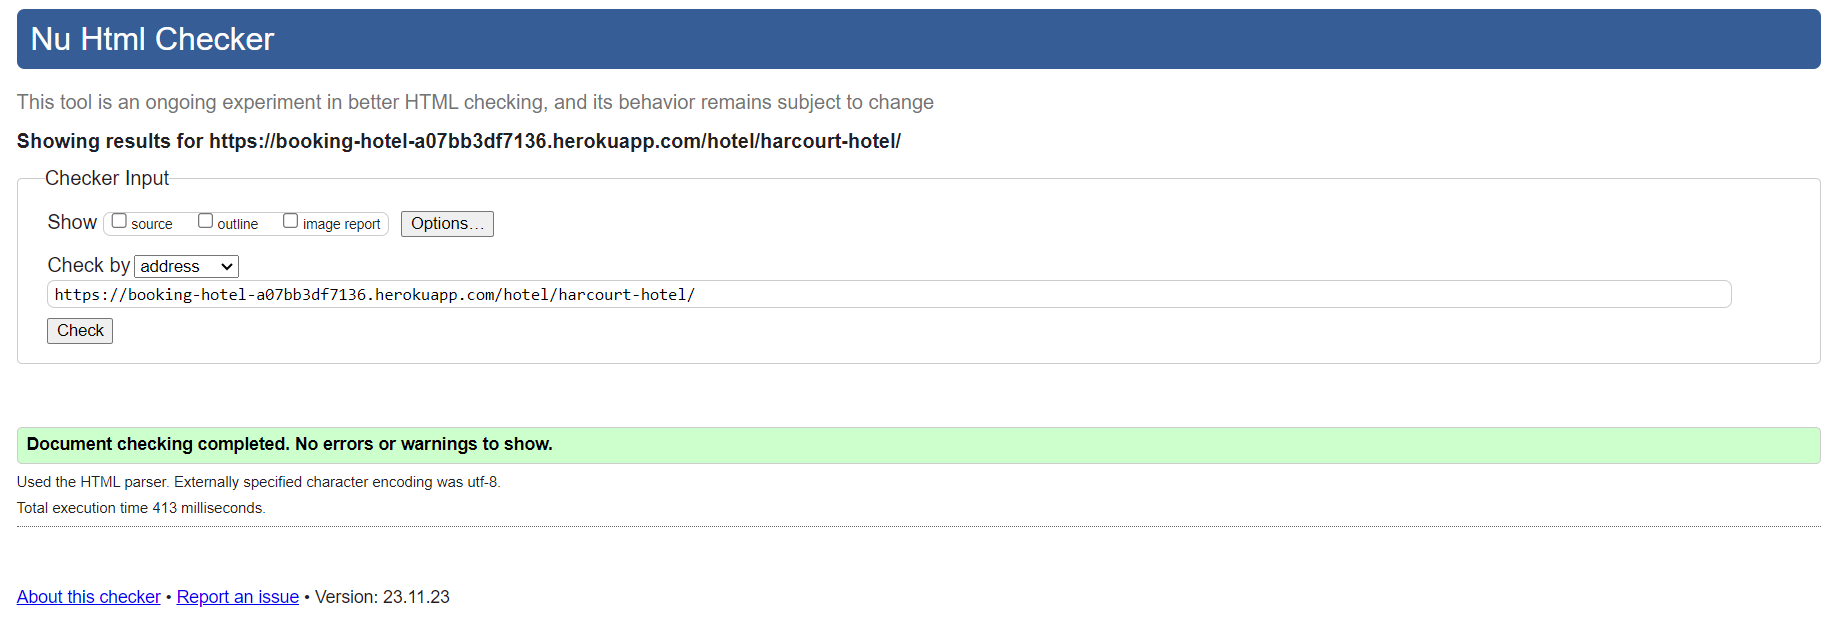 Nu Html Checker
This tool is an ongoing experiment in better HTML checking, and its behavior remains subject to change
Showing results for https://booking-hotel-a07bb3df7136.herokuapp.com/hotel/harcourt-hotel/
Checker Input
Show source outline image report Options...
Check by address
https://booking-hotel-a07bb3df7136.herokuapp.com/hotel/harcourt-hotel/
Check
Document checking completed. No errors or warnings to show.
Used the HTML parser. Externally specified character encoding was utf-8.
Total execution time 413 milliseconds.
About this checker • Report an issue • Version: 23.11.23